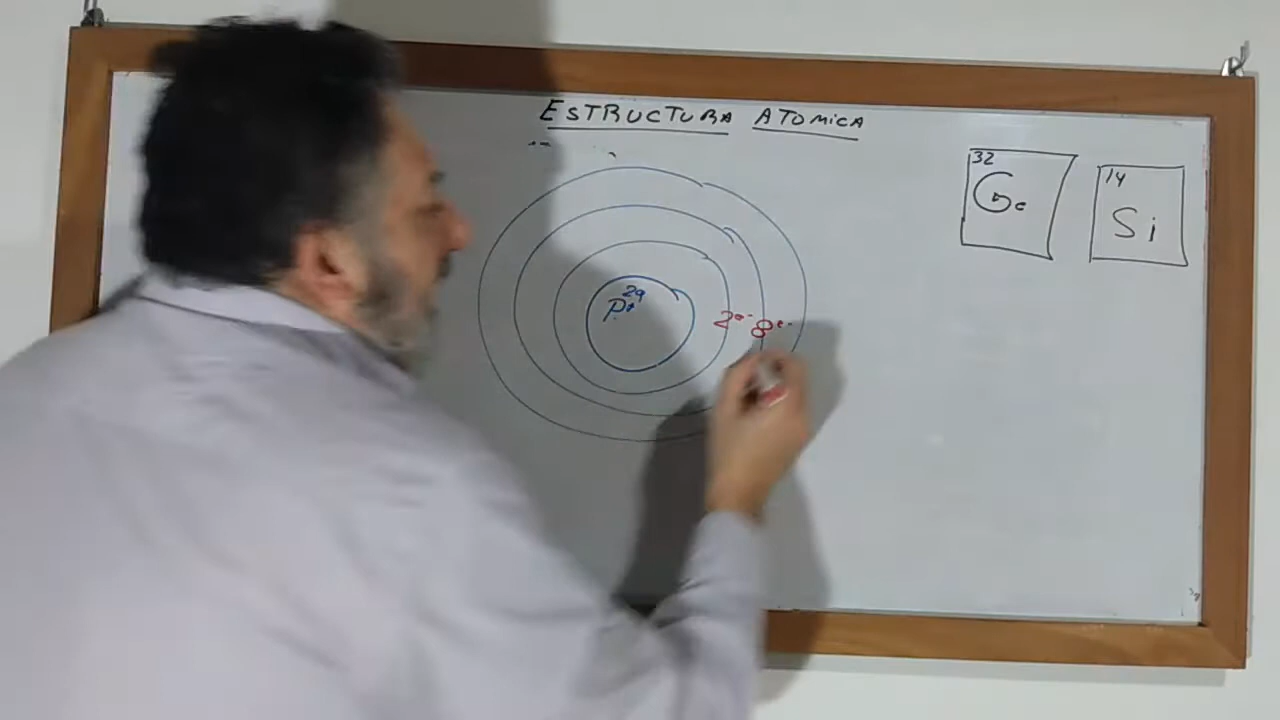 ESTRUCTURA ATOMICA
32
Ge
14
Si
29
P+
2e-
8e-